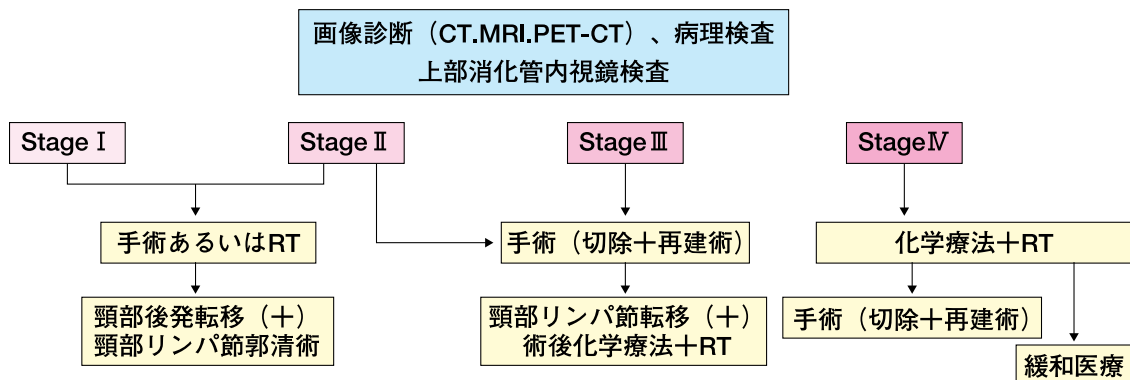 画像診断（CT.MRI.PET-CT）、病理検査
上部消化管内視鏡検査
StageⅠ
StageⅡ
StageⅢ
StageⅣ
手術あるいはRT
手術（切除＋再建術）
化学療法＋RT
頸部後発転移（＋）
頸部リンパ節郭清術
頸部リンパ節転移（＋）
術後化学療法＋RT
手術（切除＋再建術）
緩和医療